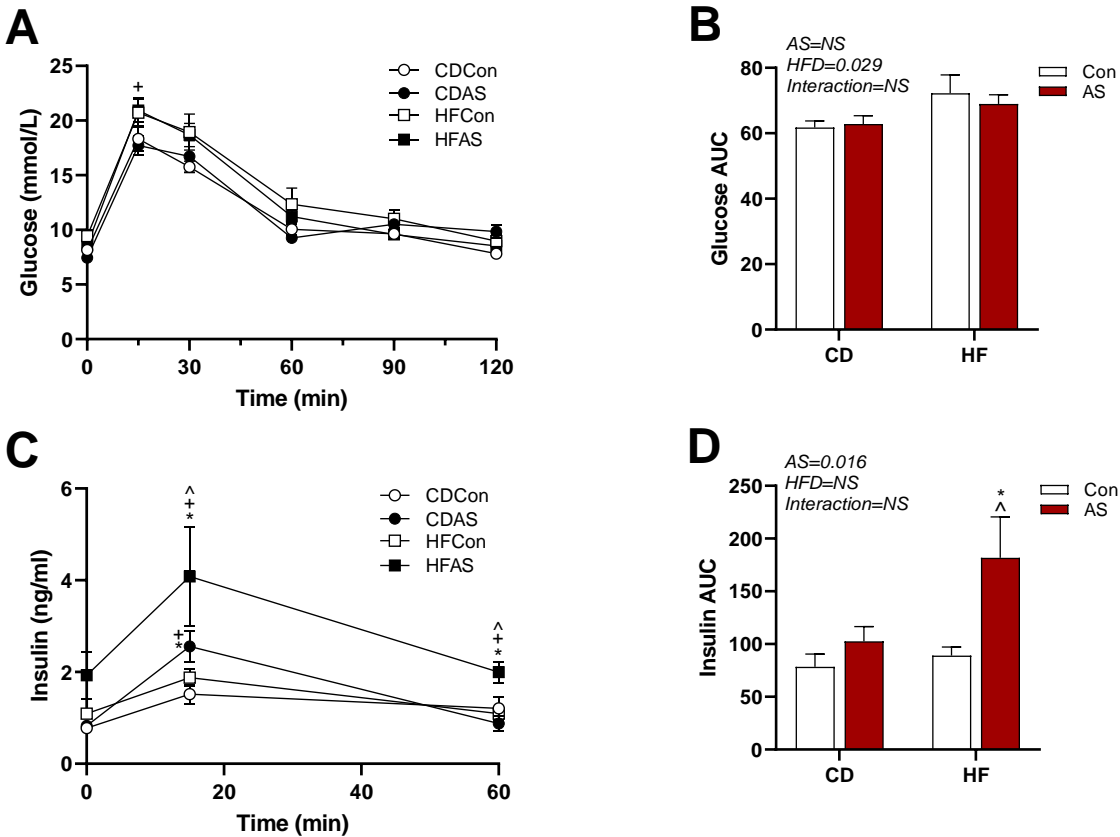 A
25
20
15
10
5
0
Glucose (mmol/L)
+
CDCon
CDAS
HFCon
HFAS
0 30 60 90 120
Time (min)
B
AS=NS
HFD=0.029
Interaction=NS
Con
AS
80
60
40
20
0
Glucose AUC
CD HF
C
6
4
2
0
Insulin (ng/ml)
^
+
*
+
*
^
+
*
CDCon
CDAS
HFCon
HFAS
0 20 40 60
Time (min)
D
AS=0.016
HFD=NS
Interaction=NS
Con
AS
250
200
150
100
50
0
Insulin AUC
*
^
CD HF